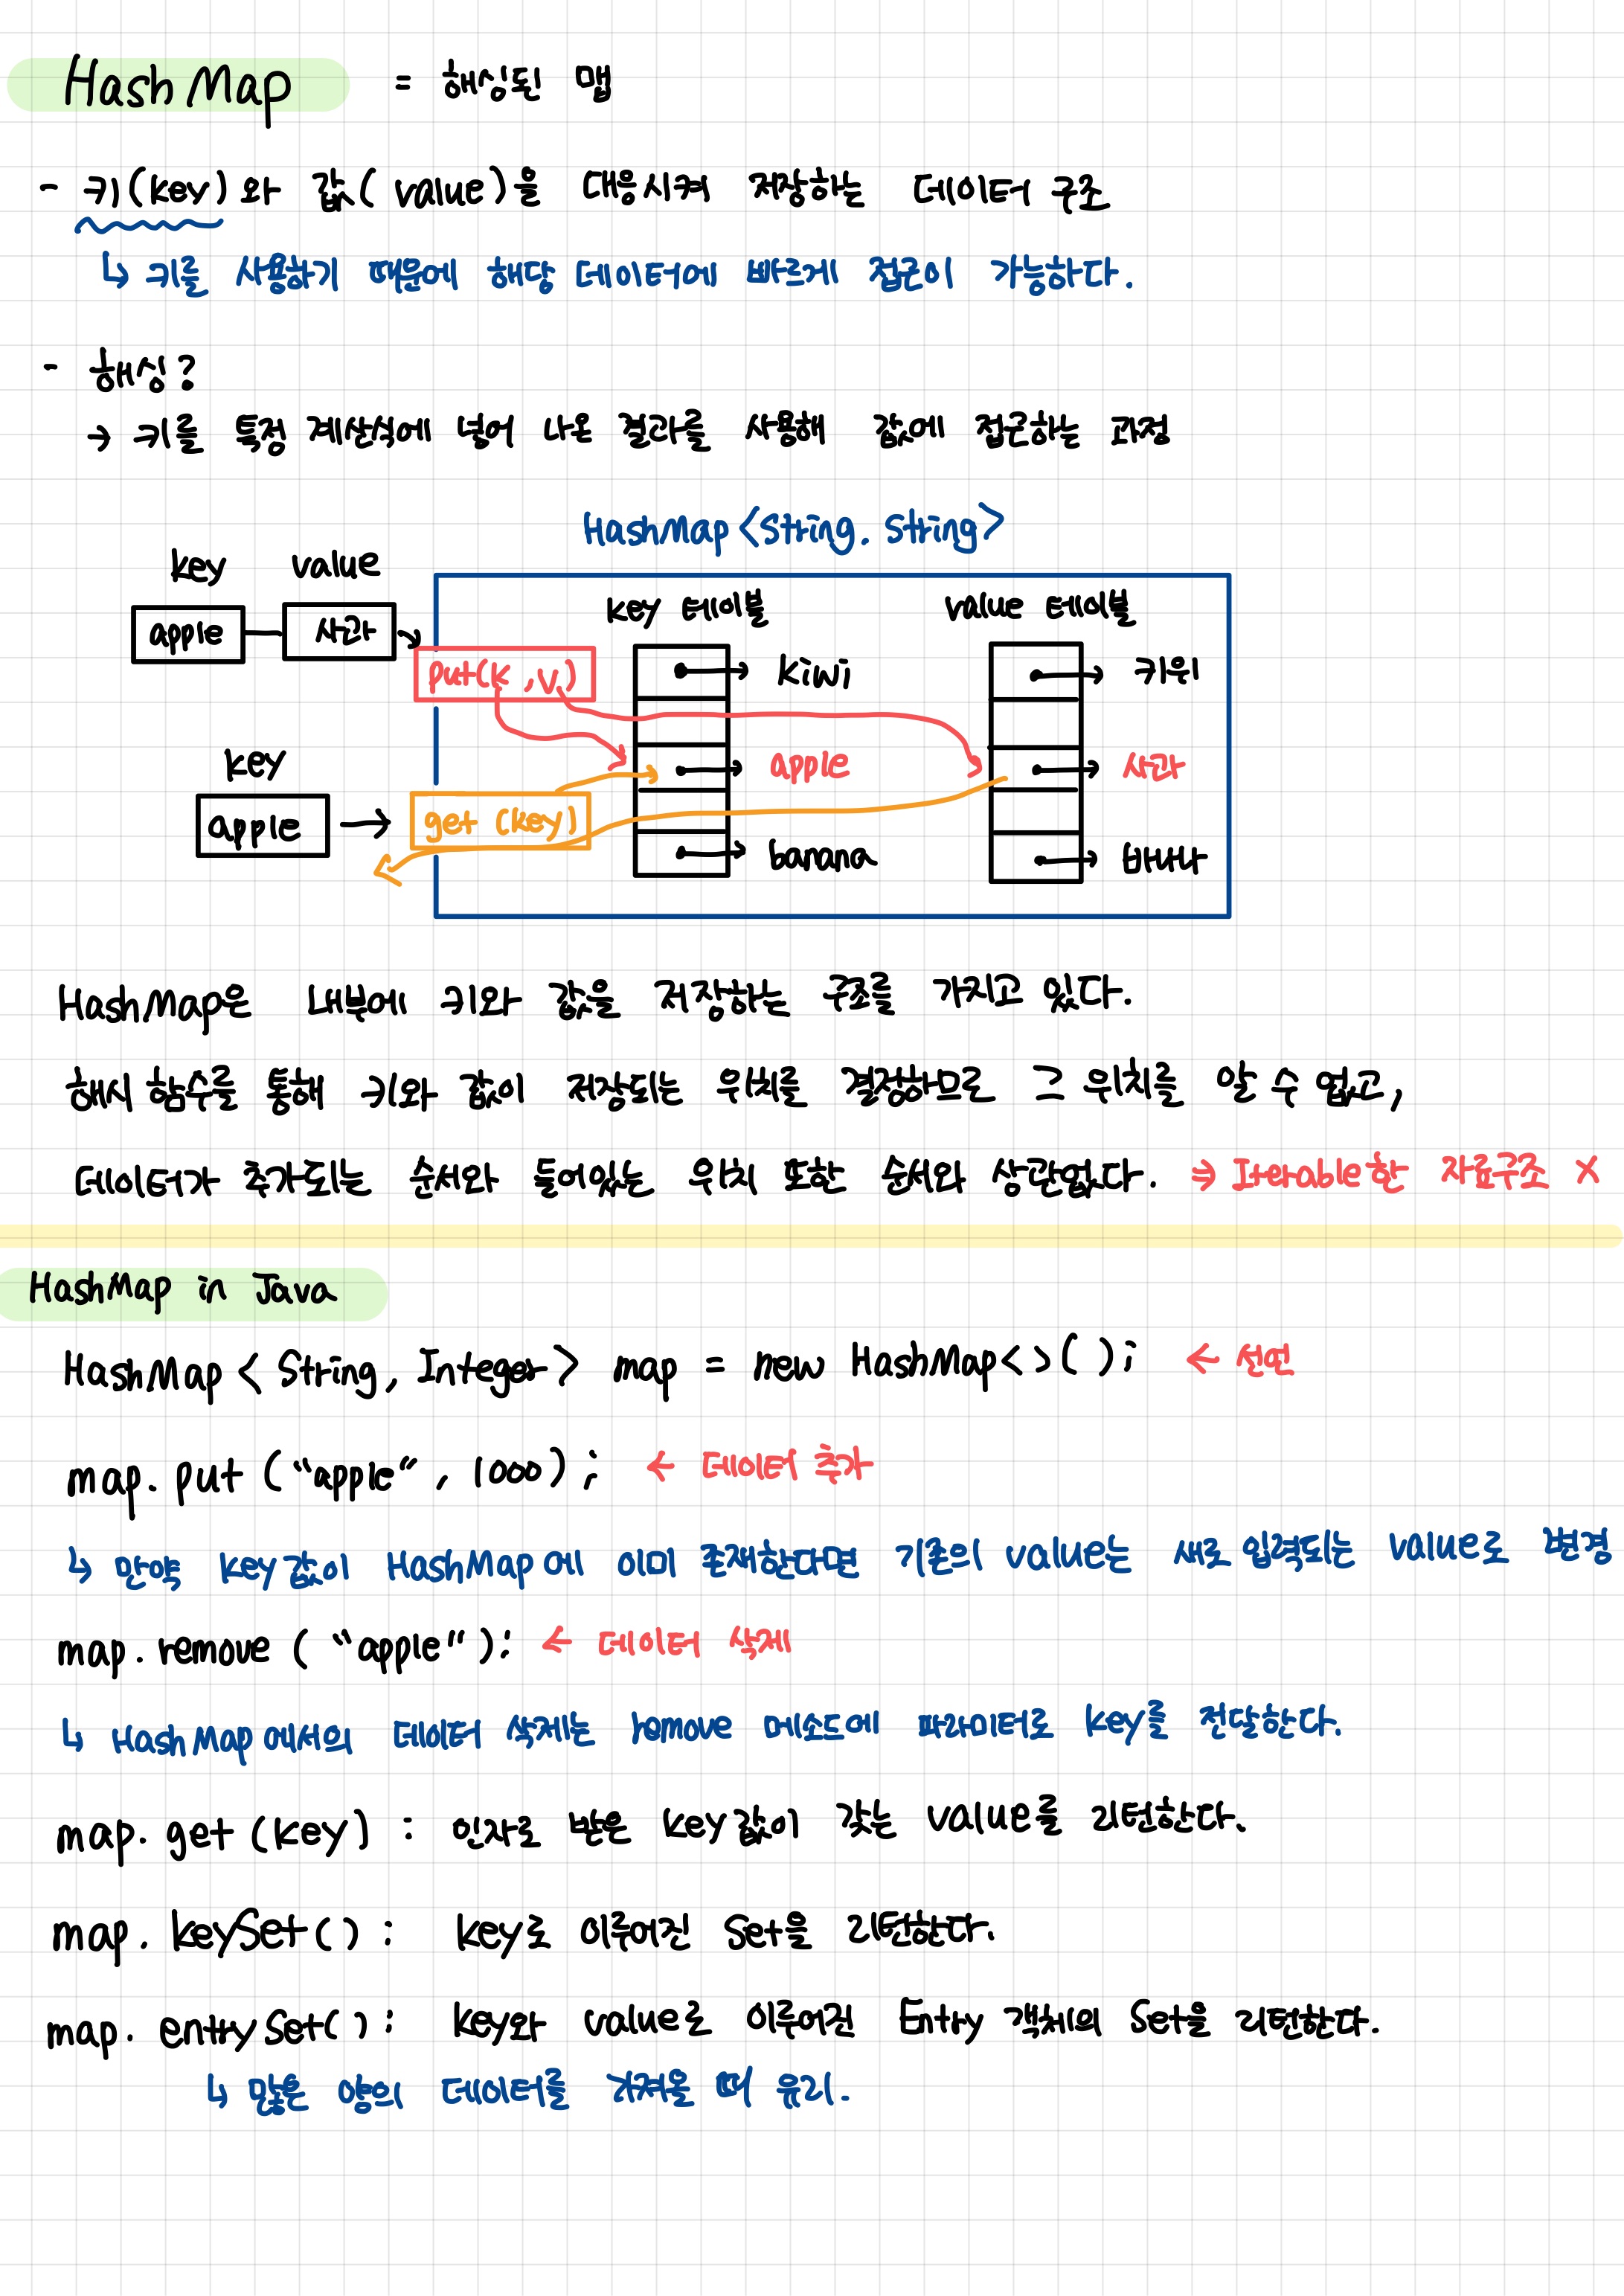 HashMap = 해싱된 맵
- 키(key)와 값(value)을 대응시켜 저장하는 데이터 구조
↳ 키를 사용하기 때문에 해당 데이터에 빠르게 접근이 가능하다.
- 해싱?
→ 키를 특정 계산식에 넣어 나온 결과를 사용해 값에 접근하는 과정
HashMap<String. String>
key value
apple 사과
key 테이블 value 테이블
put(K ,V)
kiwi 키위
key
apple 사과
apple
get (key)
banana 바나나
HashMap은 내부에 키와 값을 저장하는 구조를 가지고 있다.
해시 함수를 통해 키와 값이 저장되는 위치를 결정하므로 그 위치를 알 수 없고,
데이터가 추가되는 순서와 들어있는 위치 또한 순서와 상관없다. ⇒ Iterable한 자료구조 X
HashMap in Java
HashMap < String, Integer> map = new HashMap<>( ); ← 선언
map. put ("apple", 1000); ← 데이터 추가
↳ 만약 key값이 HashMap에 이미 존재한다면 기존의 value는 새로 입력되는 value로 변경
map. remove ( "apple"): ← 데이터 삭제
↳ HashMap에서의 데이터 삭제는 remove 메소드에 파라미터로 key를 전달한다.
map. get (key) : 인자로 받은 key값이 갖는 value를 리턴한다.
map. keySet() : key로 이루어진 Set을 리턴한다.
map. entrySet() : key와 value로 이루어진 Entry 객체의 Set을 리턴한다.
↳ 많은 양의 데이터를 가져올 때 유리.